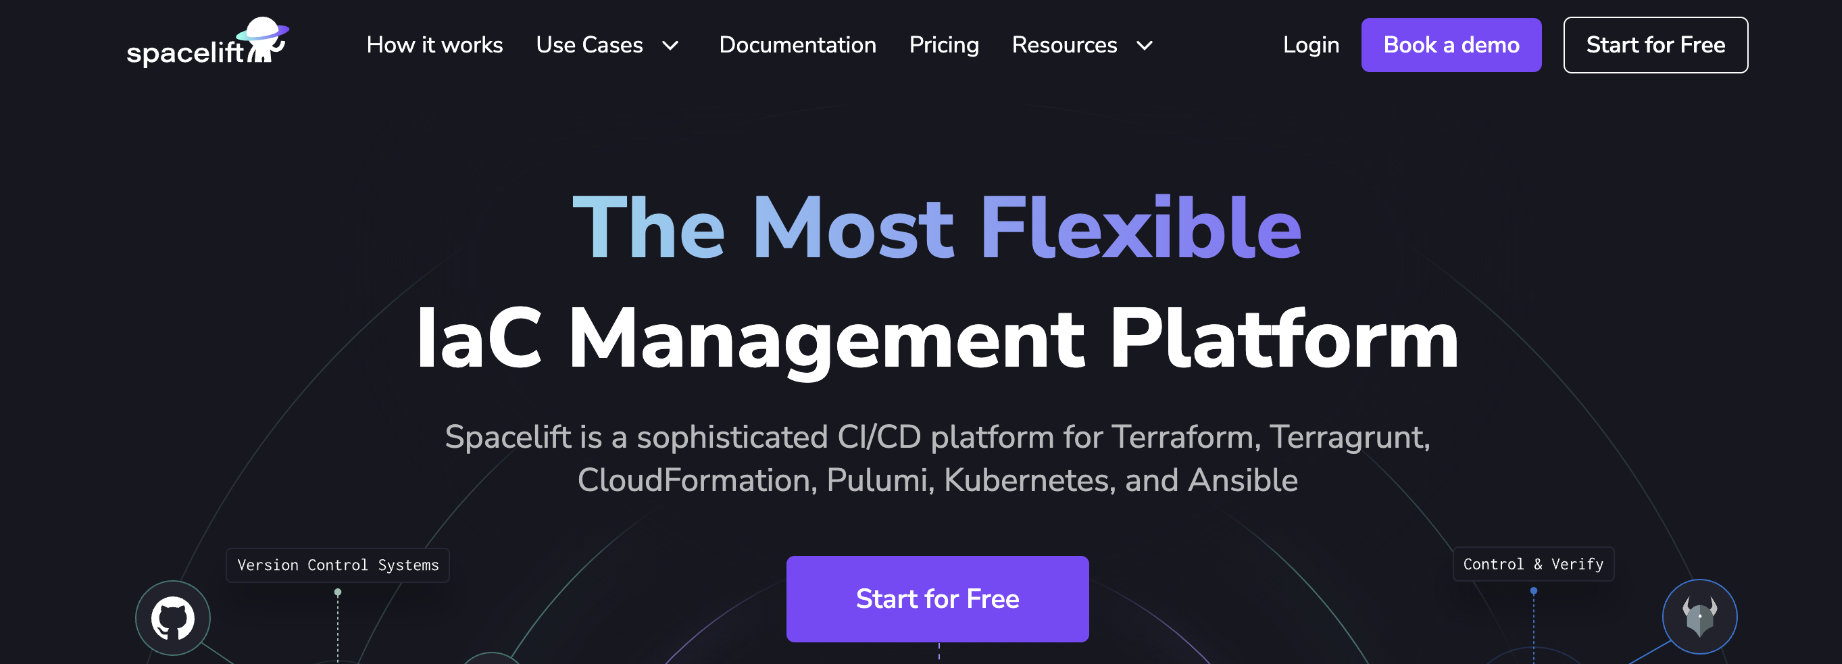 spacelift
How it works
Use Cases
Documentation
Pricing
Resources
Login
Book a demo
Start for Free
The Most Flexible
IaC Management Platform
Spacelift is a sophisticated CI/CD platform for Terraform, Terragrunt,
CloudFormation, Pulumi, Kubernetes, and Ansible
Version Control Systems
Control & Verify
Start for Free